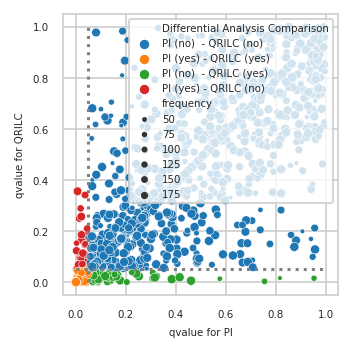 Differential Analysis Comparison
PI (no) - QRILC (no)
PI (yes) - QRILC (yes)
PI (no) - QRILC (yes)
PI (yes) - QRILC (no)
frequency
50
75
100
125
150
175
1.0
0.8
0.6
0.4
0.2
0.0
qvalue for QRILC
0.0 0.2 0.4 0.6 0.8 1.0
qvalue for PI